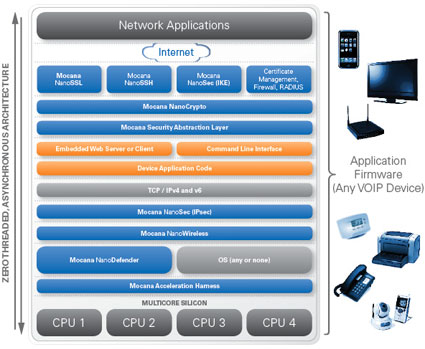 Network Applications
Internet
Mocana
NanoSSL
Mocana
NanoSSH
Mocana
NanoSec (IKE)
Certificate
Management,
Firewall, RADIUS
Mocana NanoCrypto
Mocana Security Abstraction Layer
Embedded Web Server or Client
Command Line Interface
Device Application Code
TCP / IPv4 and v6
Mocana NanoSec (IPsec)
Mocana NanoWireless
Mocana NanoDefender
OS (any or none)
Mocana Acceleration Harness
MULTICORE SILICON
CPU 1
CPU 2
CPU 3
CPU 4
ZEROTHREADED, ASYNCHRONOUS ARCHITECTURE
Application
Firmware
(Any VOIP Device)